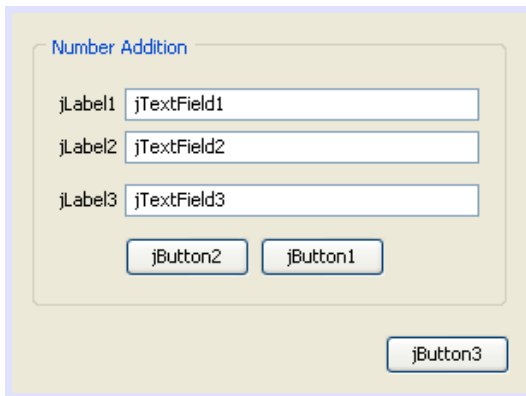 Number Addition
jLabel1 jTextField1
jLabel2 jTextField2
jLabel3 jTextField3
jButton2 jButton1
jButton3